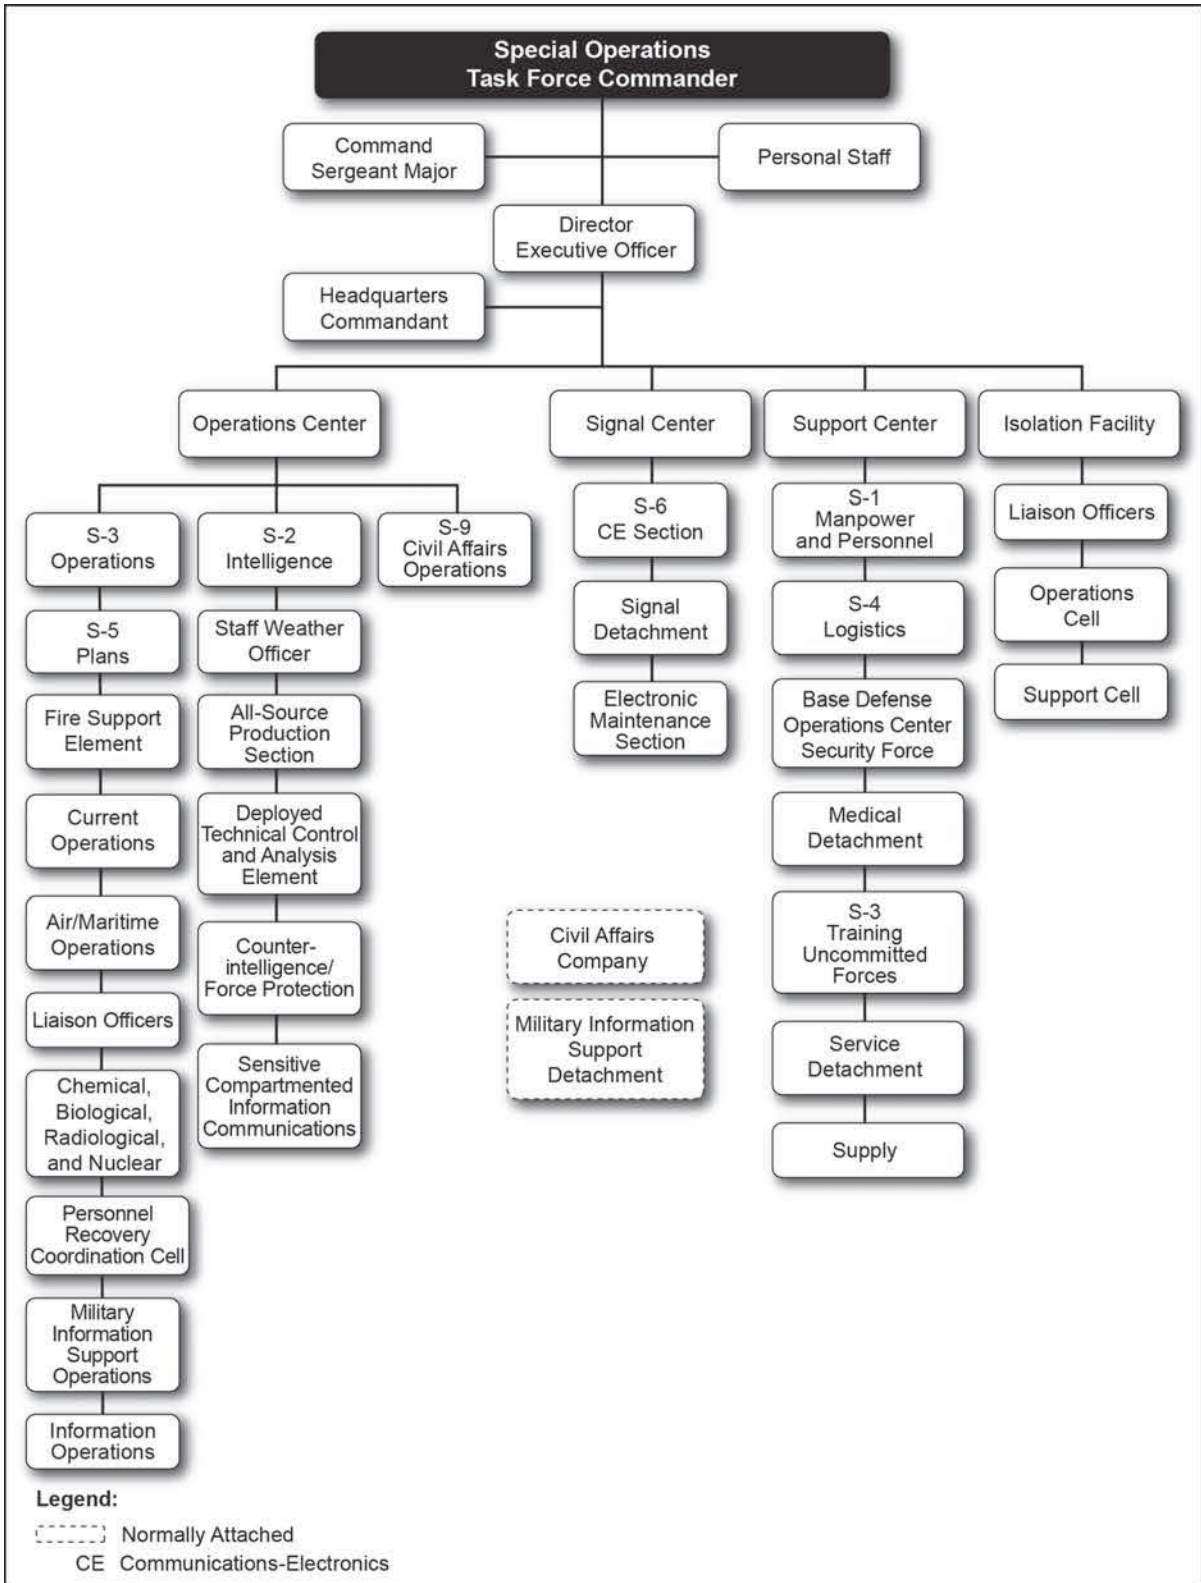 Special Operations
Task Force Commander
Command
Sergeant Major
Personal Staff
Director
Executive Officer
Headquarters
Commandant
Operations Center
Signal Center
Support Center
Isolation Facility
S-3
Operations
S-5
Plans
Fire Support
Element
Current
Operations
Air/Maritime
Operations
Liaison Officers
Chemical,
Biological,
Radiological,
and Nuclear
Personnel
Recovery
Coordination Cell
Military
Information
Support
Operations
Information
Operations
S-2
Intelligence
Staff Weather
Officer
All-Source
Production
Section
Deployed
Technical Control
and Analysis
Element
Counter-
intelligence/
Force Protection
Sensitive
Compartmented
Information
Communications
S-9
Civil Affairs
Operations
S-6
CE Section
Signal
Detachment
Electronic
Maintenance
Section
S-1
Manpower
and Personnel
S-4
Logistics
Base Defense
Operations Center
Security Force
Medical
Detachment
S-3
Training
Uncommitted
Forces
Service
Detachment
Supply
Liaison Officers
Operations
Cell
Support Cell
Civil Affairs
Company
Military Information
Support
Detachment
Legend:
Normally Attached
CE Communications-Electronics